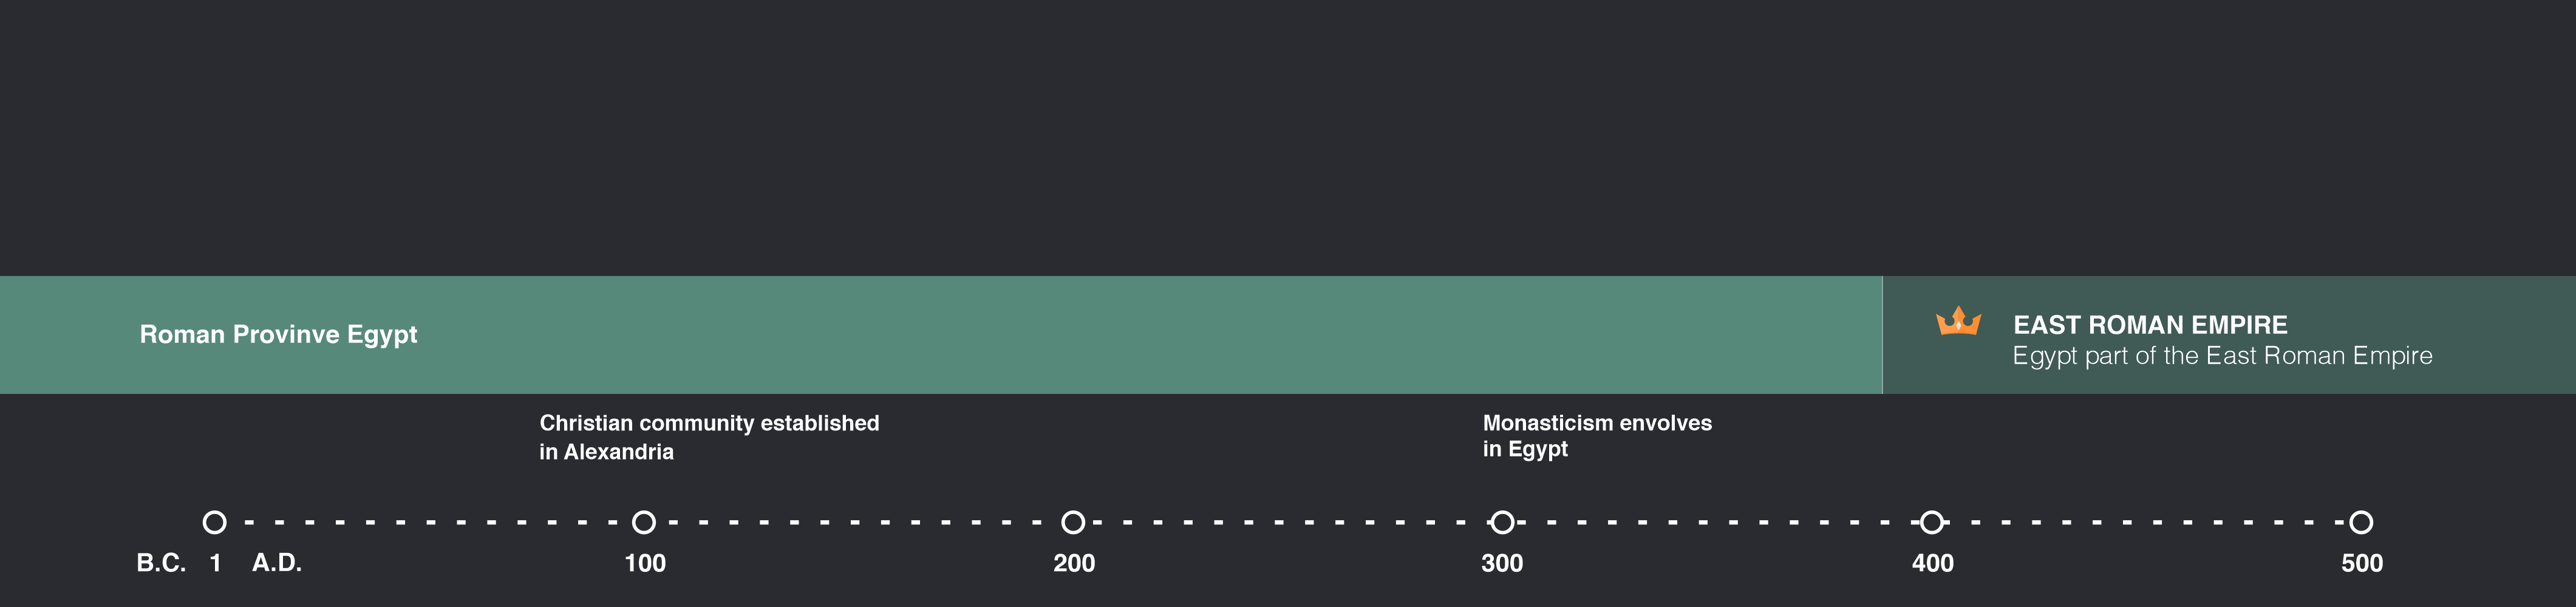 Roman Provinve Egypt
EAST ROMAN EMPIRE
Egypt part of the East Roman Empire
Christian community established
in Alexandria
Monasticism envolves
in Egypt
B.C. 1 A.D. 100 200 300 400 500